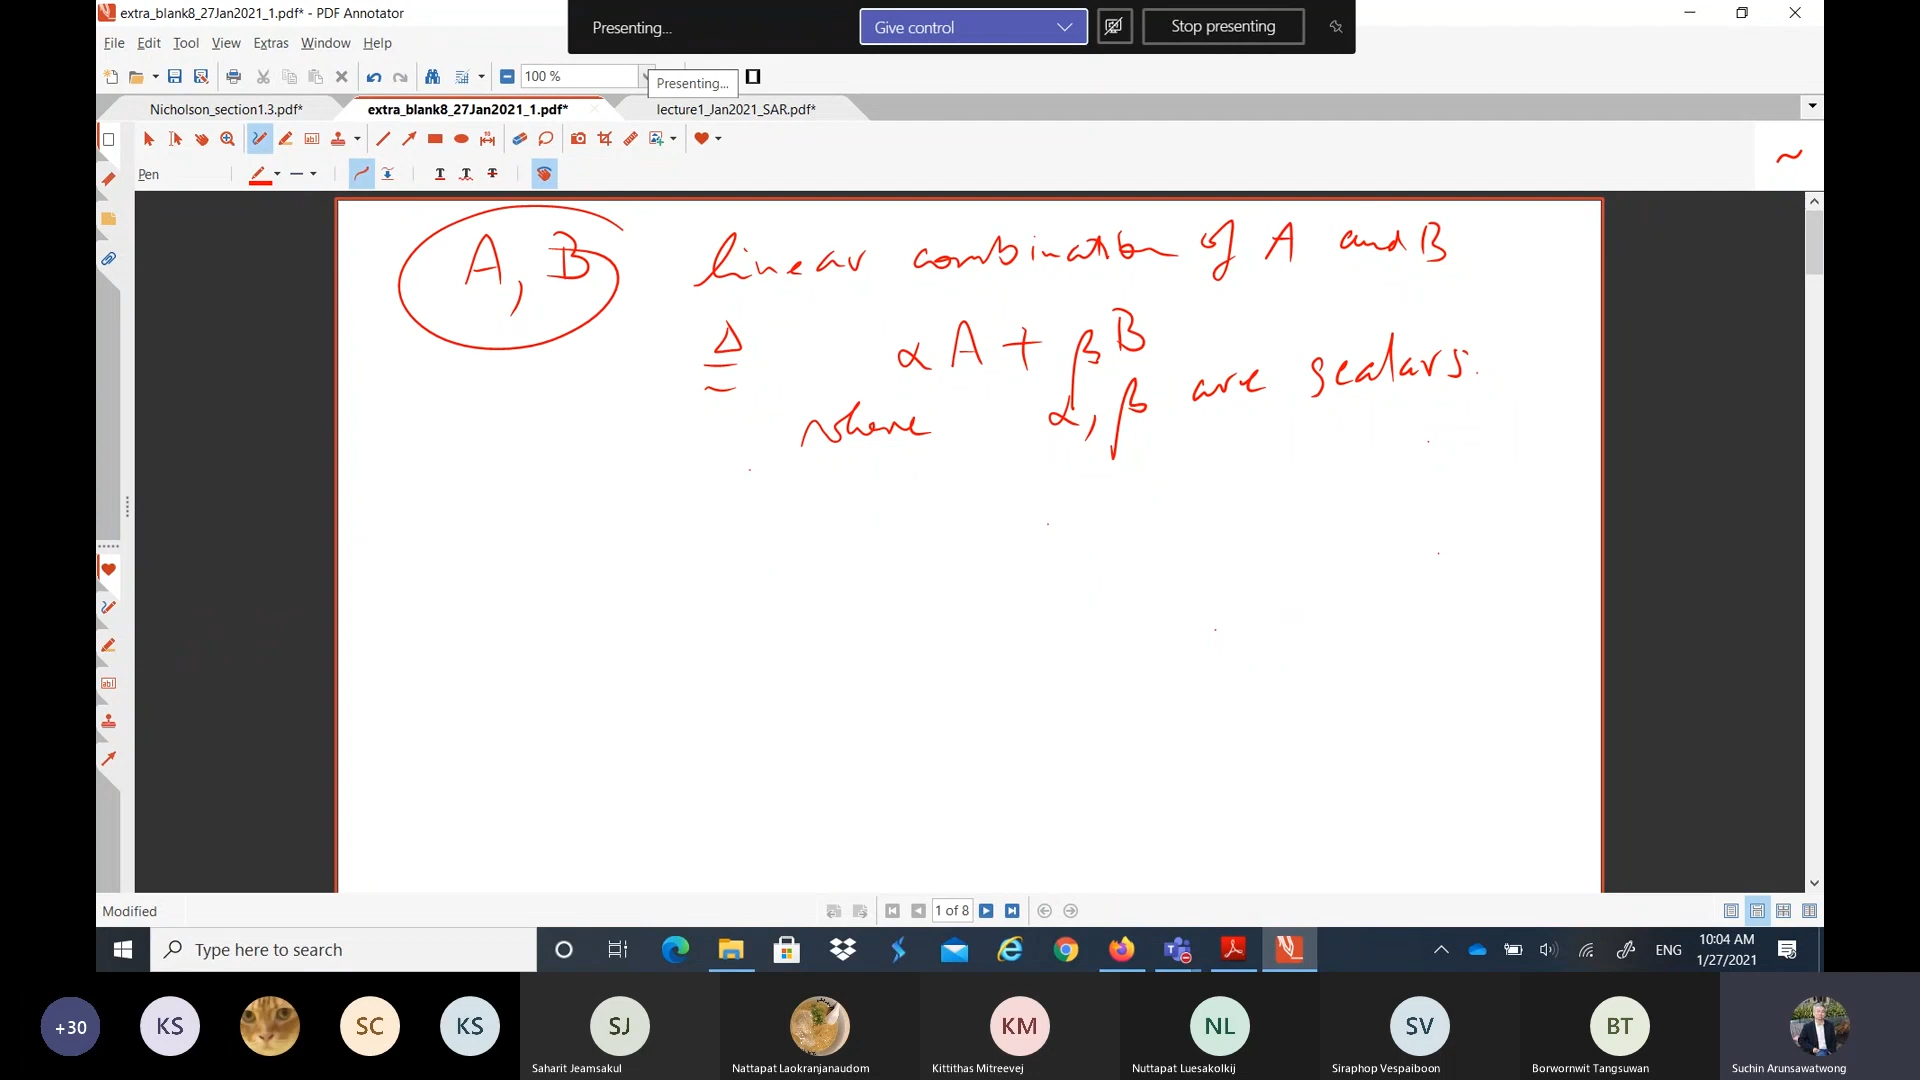 extra_blank8_27Jan2021_1.pdf* - PDF Annotator
Presenting...
Give control
Stop presenting
File Edit Tool View Extras Window Help
100 %
Presenting...
Nicholson_section1.3.pdf*
extra_blank8_27Jan2021_1.pdf*
lecture1_Jan2021_SAR.pdf*
Pen
A, B linear combination of A and B
≜ αA + βB
where α, β are scalars.
Modified
1 of 8
Type here to search
ENG
10:04 AM
1/27/2021
+30
KS
SC
KS
SJ
KM
NL
SV
BT
Saharit Jeamsakul
Nattapat Laokranjanaudom
Kittithas Mitreevej
Nuttapat Luesakolkij
Siraphop Vespaiboon
Borwornwit Tangsuwan
Suchin Arunsawatwong